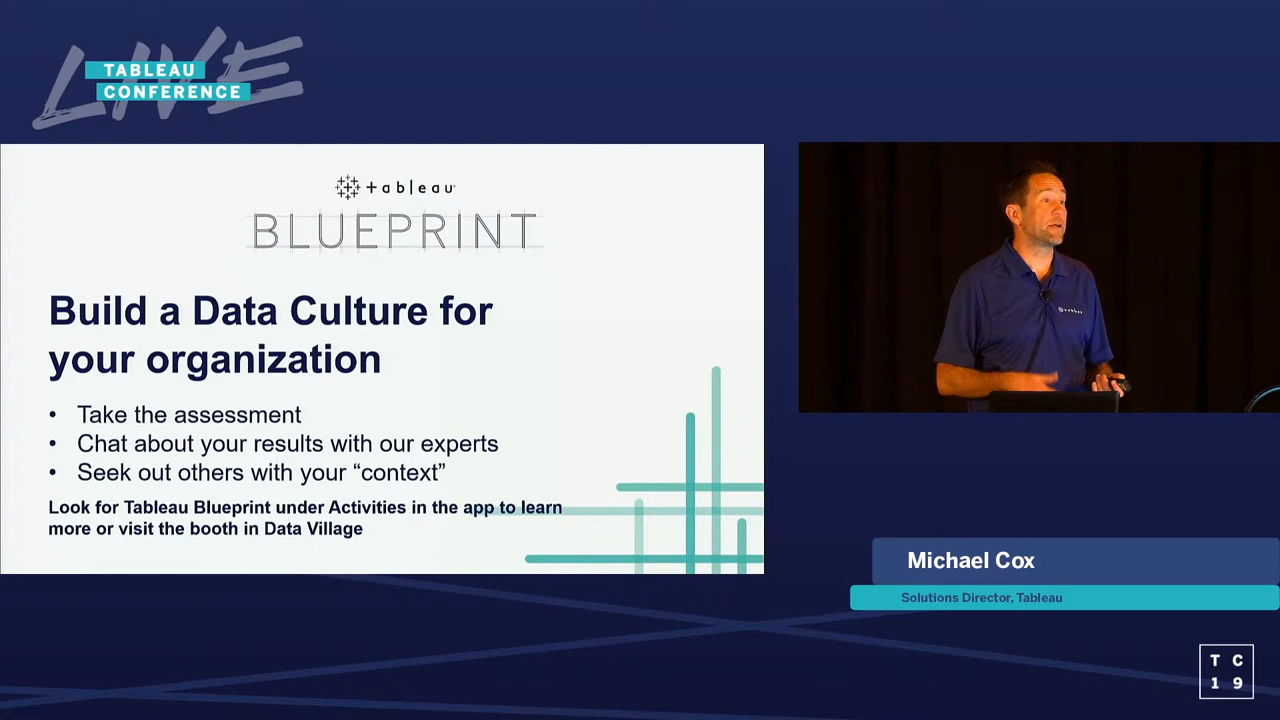 LIVE
TABLEAU
CONFERENCE
+ableau
BLUEPRINT
Build a Data Culture for
your organization
• Take the assessment
• Chat about your results with our experts
• Seek out others with your “context”
Look for Tableau Blueprint under Activities in the app to learn
more or visit the booth in Data Village
+ableau
Michael Cox
Solutions Director, Tableau
T C
1 9